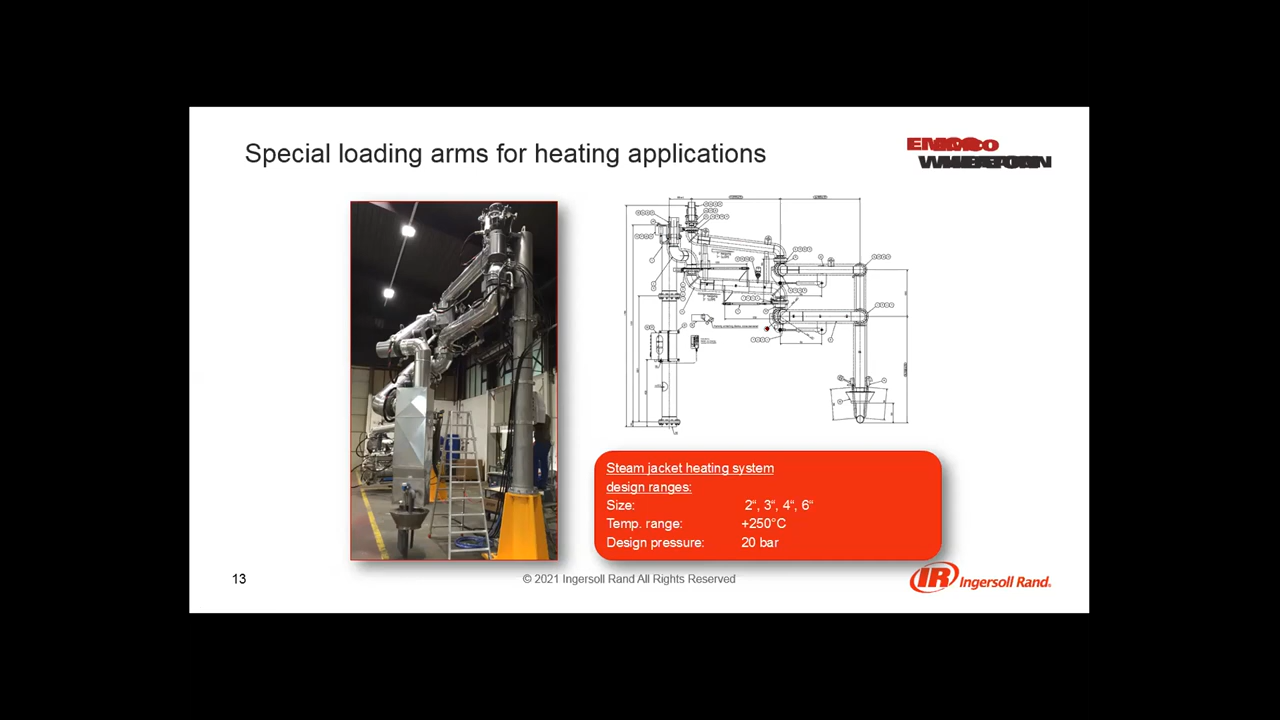 Special loading arms for heating applications
Steam jacket heating system
design ranges:
Size: 2“, 3“, 4“, 6“
Temp. range: +250°C
Design pressure: 20 bar
13
© 2021 Ingersoll Rand All Rights Reserved
IR Ingersoll Rand.